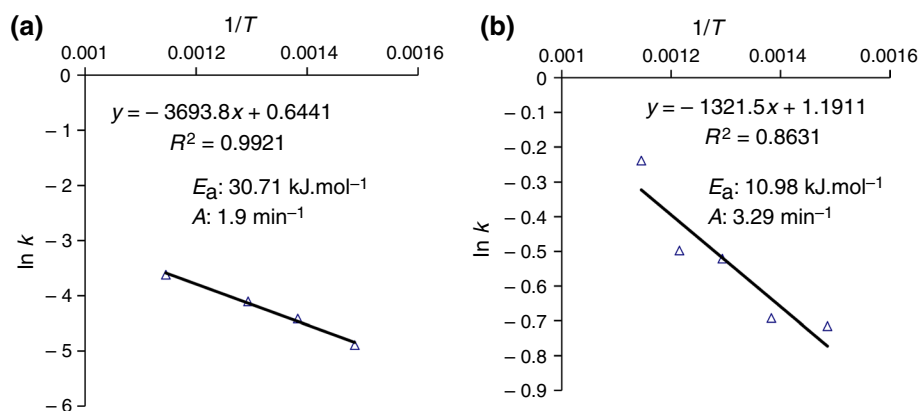 (a)
1/T
0.001 0.0012 0.0014 0.0016
0
– 1
– 2
– 3
– 4
– 5
– 6
ln k
y = – 3693.8x + 0.6441
R² = 0.9921
Ea: 30.71 kJ.mol⁻¹
A: 1.9 min⁻¹
(b)
1/T
0.001 0.0012 0.0014 0.0016
0
– 0.1
– 0.2
– 0.3
– 0.4
– 0.5
– 0.6
– 0.7
– 0.8
– 0.9
ln k
y = – 1321.5x + 1.1911
R² = 0.8631
Ea: 10.98 kJ.mol⁻¹
A: 3.29 min⁻¹